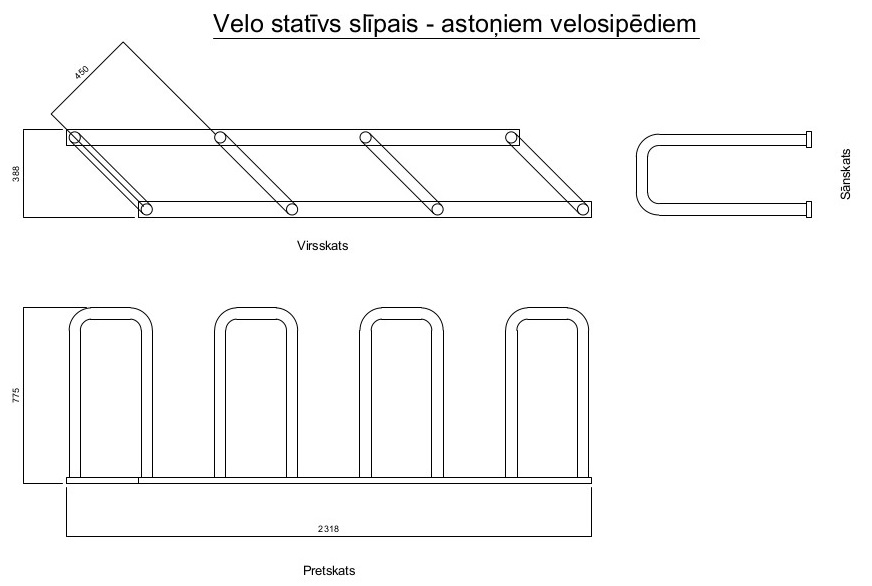 Velo statīvs slīpais - astoņiem velosipēdiem
450
388
Sānskats
Virsskats
775
2318
Pretskats